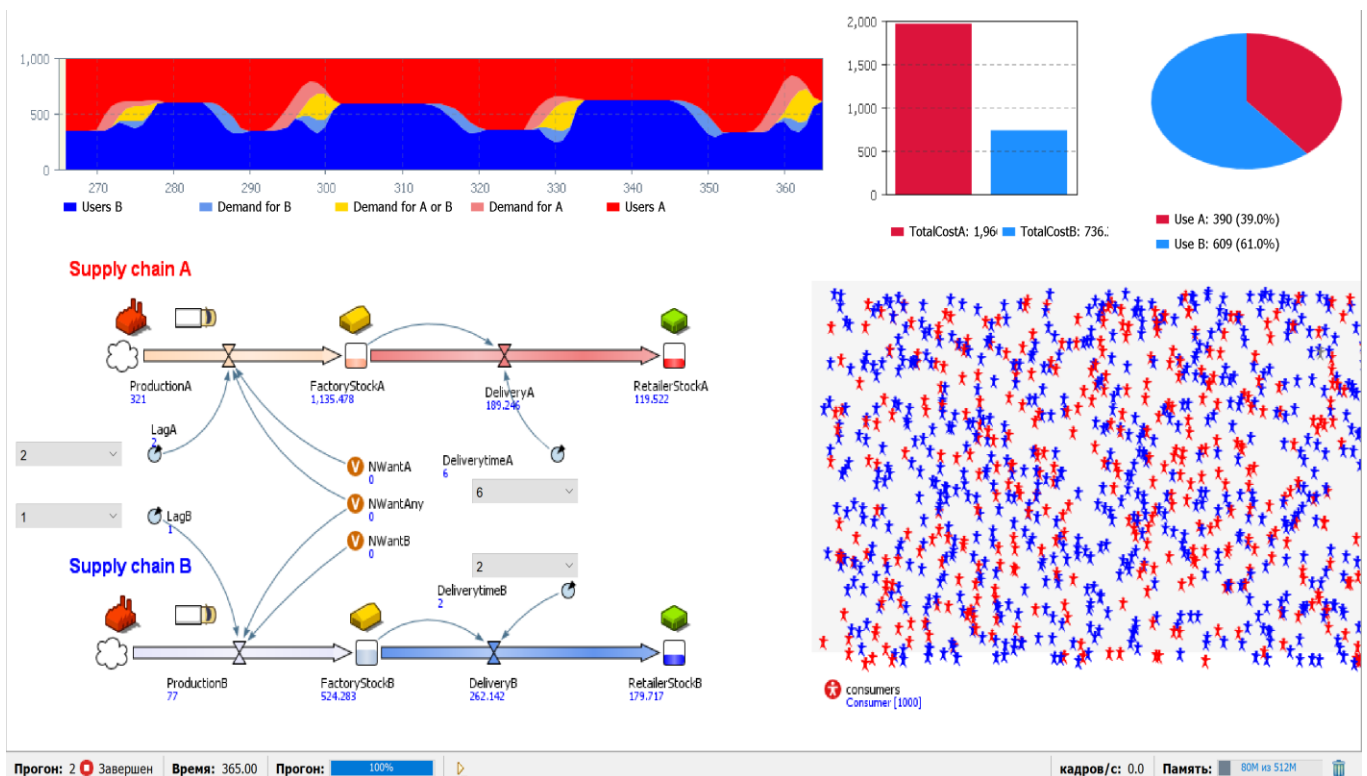 1,000
500
0
270 280 290 300 310 320 330 340 350 360
Users B Demand for B Demand for A or B Demand for A Users A
2,000
1,500
1,000
500
0
TotalCostA: 1,96 TotalCostB: 736.
Use A: 390 (39.0%)
Use B: 609 (61.0%)
Supply chain A
ProductionA
321
FactoryStockA
1,135.478
DeliveryA
189.246
RetailerStockA
119.522
LagA
2
2
NWantA
0
DeliverytimeA
6
6
NWantAny
0
1
LagB
1
NWantB
0
2
Supply chain B
DeliverytimeB
2
ProductionB
77
FactoryStockB
524.283
DeliveryB
262.142
RetailerStockB
179.717
consumers
Consumer [1000]
Прогон: 2 Завершен Время: 365.00 Прогон: 100% кадров/с: 0.0 Память: 80M из 512M